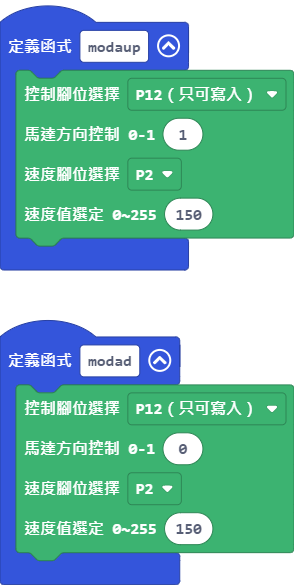 定義函式 modaup
控制腳位選擇 P12（只可寫入）
馬達方向控制 0-1 1
速度腳位選擇 P2
速度值選定 0~255 150
定義函式 modad
控制腳位選擇 P12（只可寫入）
馬達方向控制 0-1 0
速度腳位選擇 P2
速度值選定 0~255 150